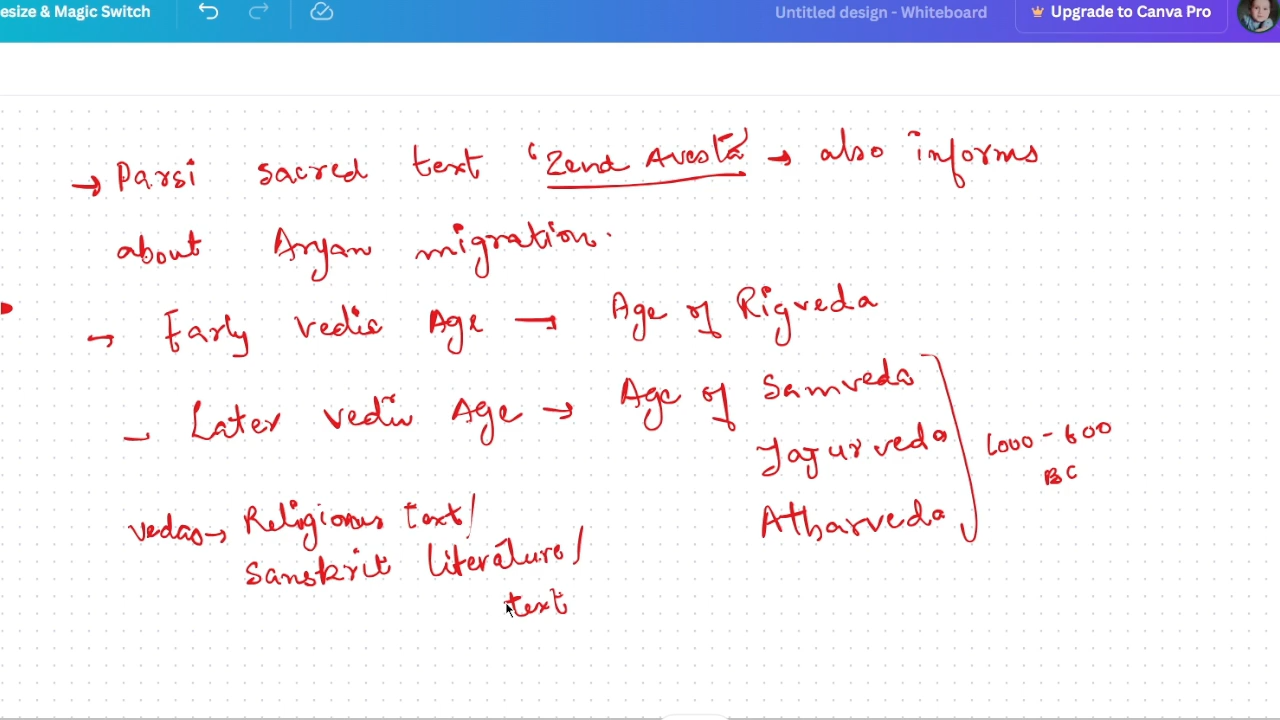 esize & Magic Switch
Untitled design - Whiteboard
Upgrade to Canva Pro
→ Parsi sacred text 'Zend Avesta' → also informs
about Aryan migration.
→ Early vedic Age → Age of Rigveda
→ Later vedic Age → Age of Samveda
Yajurveda
Atharveda
1000 - 600
BC
vedas → Religious text/
Sanskrit literature/
text